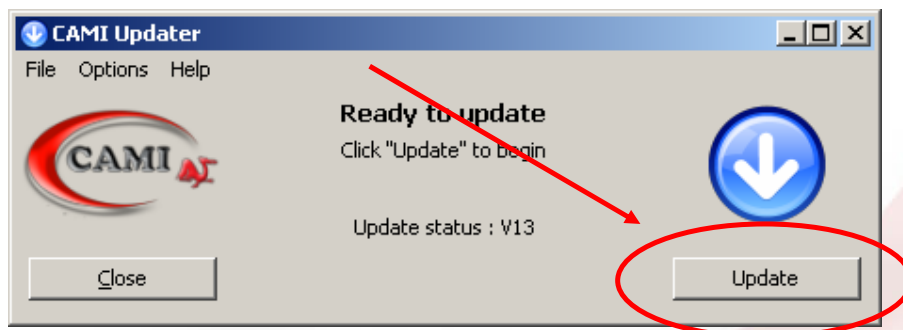 CAMI Updater
File Options Help
Ready to update
Click "Update" to begin
CAMI
Update status : V13
Close
Update